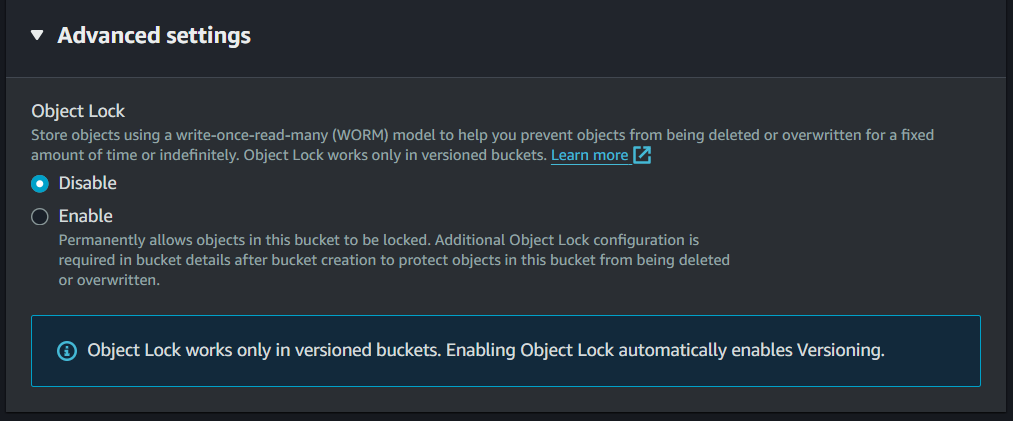 Advanced settings
Object Lock
Store objects using a write-once-read-many (WORM) model to help you prevent objects from being deleted or overwritten for a fixed
amount of time or indefinitely. Object Lock works only in versioned buckets. Learn more
Disable
Enable
Permanently allows objects in this bucket to be locked. Additional Object Lock configuration is
required in bucket details after bucket creation to protect objects in this bucket from being deleted
or overwritten.
Object Lock works only in versioned buckets. Enabling Object Lock automatically enables Versioning.